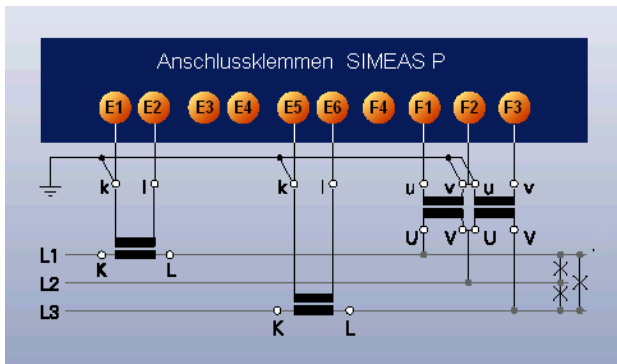 Anschlussklemmen SIMEAS P
E1 E2 E3 E4 E5 E6 F4 F1 F2 F3
k l k l u v u v
U V U V
L1
K L
L2
L3
K L